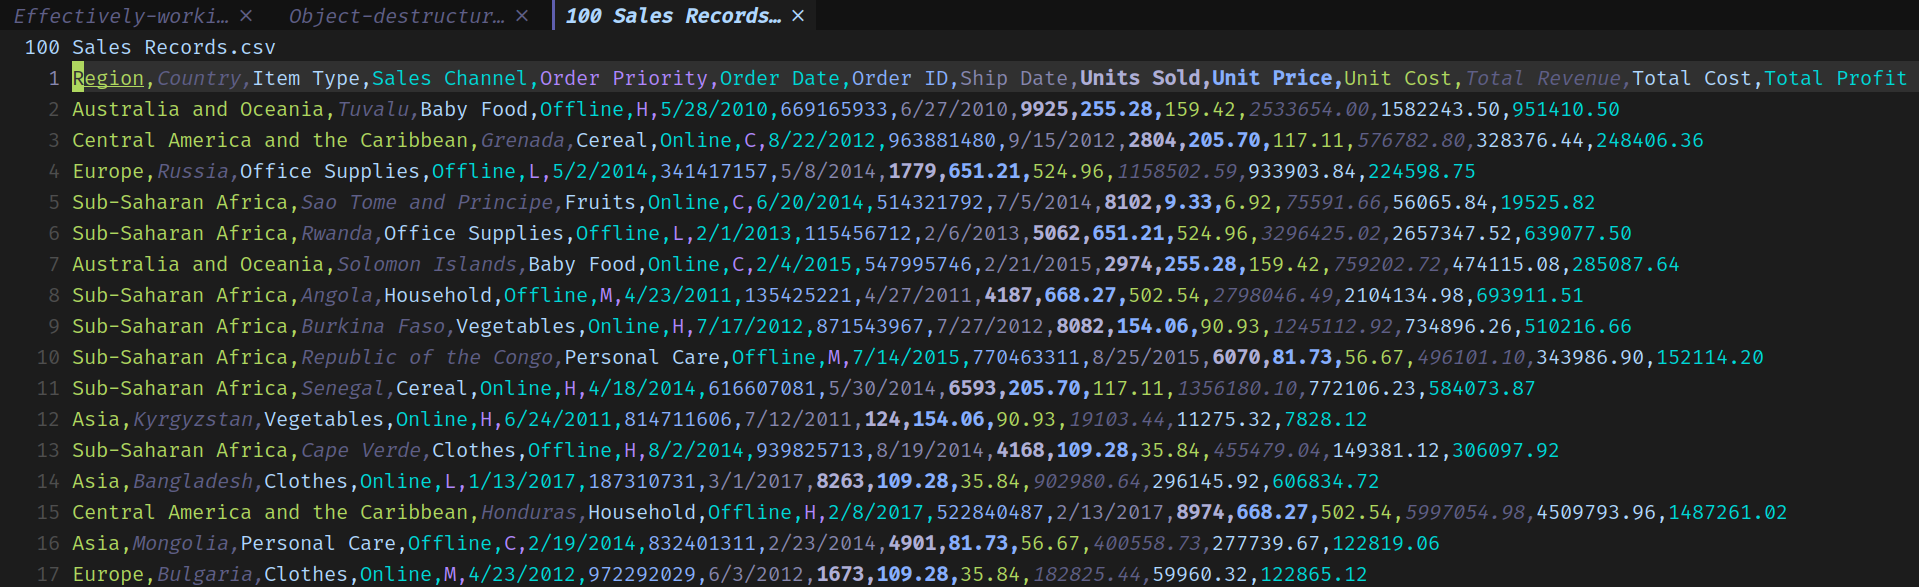 Effectively-worki… × Object-destructur… × 100 Sales Records… ×
100 Sales Records.csv
1 Region,Country,Item Type,Sales Channel,Order Priority,Order Date,Order ID,Ship Date,Units Sold,Unit Price,Unit Cost,Total Revenue,Total Cost,Total Profit
2 Australia and Oceania,Tuvalu,Baby Food,Offline,H,5/28/2010,669165933,6/27/2010,9925,255.28,159.42,2533654.00,1582243.50,951410.50
3 Central America and the Caribbean,Grenada,Cereal,Online,C,8/22/2012,963881480,9/15/2012,2804,205.70,117.11,576782.80,328376.44,248406.36
4 Europe,Russia,Office Supplies,Offline,L,5/2/2014,341417157,5/8/2014,1779,651.21,524.96,1158502.59,933903.84,224598.75
5 Sub-Saharan Africa,Sao Tome and Principe,Fruits,Online,C,6/20/2014,514321792,7/5/2014,8102,9.33,6.92,75591.66,56065.84,19525.82
6 Sub-Saharan Africa,Rwanda,Office Supplies,Offline,L,2/1/2013,115456712,2/6/2013,5062,651.21,524.96,3296425.02,2657347.52,639077.50
7 Australia and Oceania,Solomon Islands,Baby Food,Online,C,2/4/2015,547995746,2/21/2015,2974,255.28,159.42,759202.72,474115.08,285087.64
8 Sub-Saharan Africa,Angola,Household,Offline,M,4/23/2011,135425221,4/27/2011,4187,668.27,502.54,2798046.49,2104134.98,693911.51
9 Sub-Saharan Africa,Burkina Faso,Vegetables,Online,H,7/17/2012,871543967,7/27/2012,8082,154.06,90.93,1245112.92,734896.26,510216.66
10 Sub-Saharan Africa,Republic of the Congo,Personal Care,Offline,M,7/14/2015,770463311,8/25/2015,6070,81.73,56.67,496101.10,343986.90,152114.20
11 Sub-Saharan Africa,Senegal,Cereal,Online,H,4/18/2014,616607081,5/30/2014,6593,205.70,117.11,1356180.10,772106.23,584073.87
12 Asia,Kyrgyzstan,Vegetables,Online,H,6/24/2011,814711606,7/12/2011,124,154.06,90.93,19103.44,11275.32,7828.12
13 Sub-Saharan Africa,Cape Verde,Clothes,Offline,H,8/2/2014,939825713,8/19/2014,4168,109.28,35.84,455479.04,149381.12,306097.92
14 Asia,Bangladesh,Clothes,Online,L,1/13/2017,187310731,3/1/2017,8263,109.28,35.84,902980.64,296145.92,606834.72
15 Central America and the Caribbean,Honduras,Household,Offline,H,2/8/2017,522840487,2/13/2017,8974,668.27,502.54,5997054.98,4509793.96,1487261.02
16 Asia,Mongolia,Personal Care,Offline,C,2/19/2014,832401311,2/23/2014,4901,81.73,56.67,400558.73,277739.67,122819.06
17 Europe,Bulgaria,Clothes,Online,M,4/23/2012,972292029,6/3/2012,1673,109.28,35.84,182825.44,59960.32,122865.12